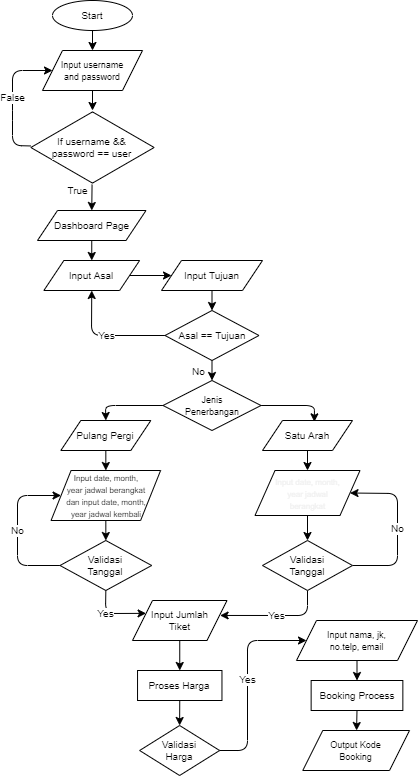 Start
Input username
and password
False
If username &&
password == user
True
Dashboard Page
Input Asal
Input Tujuan
Yes
Asal == Tujuan
No
Jenis
Penerbangan
Pulang Pergi
Satu Arah
Input date, month,
year jadwal berangkat
dan input date, month,
year jadwal kembali
Input date, month,
year jadwal
berangkat
No
No
Validasi
Tanggal
Validasi
Tanggal
Yes
Yes
Input Jumlah
Tiket
Input nama, jk,
no.telp, email
Proses Harga
Yes
Booking Process
Validasi
Harga
Output Kode
Booking